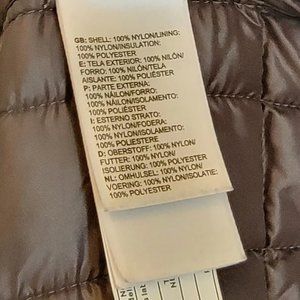 GB: SHELL: 100% NYLON/LINING:
100% NYLON/INSULATION:
100% POLYESTER
E: TELA EXTERIOR: 100% NILÓN/
FORRO: 100% NILÓN/TELA
AISLANTE: 100% POLIÉSTER
P: PARTE EXTERNA:
100% NÁILON/FORRO:
100% NÁILON/ISOLAMENTO:
100% POLIÉSTER
I: ESTERNO STRATO:
100% NYLON/FODERA:
100% NYLON/ISOLAMENTO:
100% POLIESTERE
D: OBERSTOFF: 100% NYLON/
FUTTER: 100% NYLON/
ISOLIERUNG: 100% POLYESTER
NL: OMHULSEL: 100% NYLON/
VOERING: 100% NYLON/ISOLATIE:
100% POLYESTER